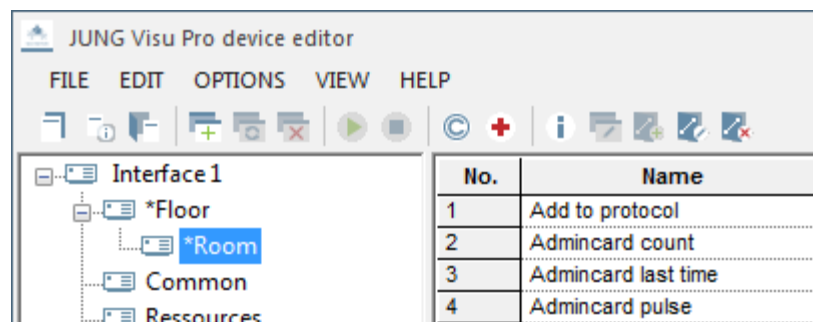 JUNG Visu Pro device editor
FILE EDIT OPTIONS VIEW HELP
Interface 1
*Floor
*Room
Common
Ressources
No. Name
1 Add to protocol
2 Admincard count
3 Admincard last time
4 Admincard pulse